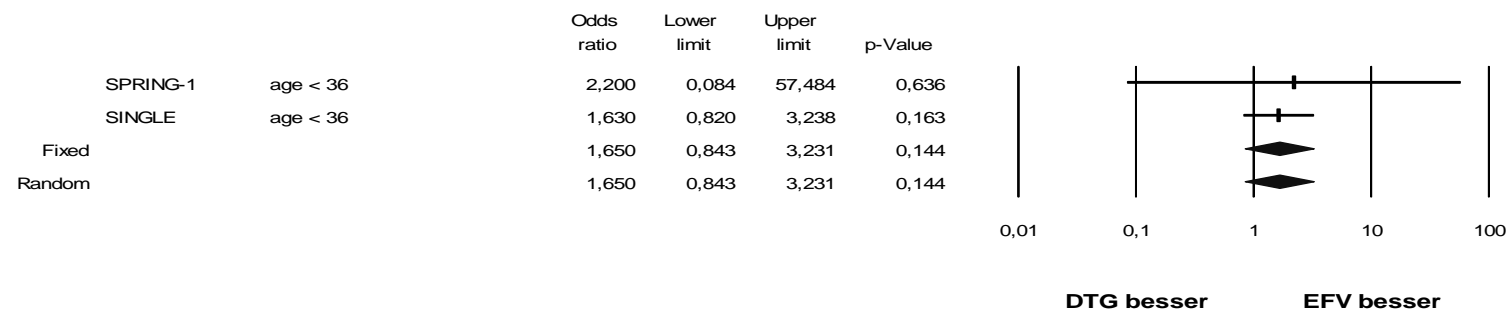 Odds Lower Upper
ratio limit limit p-Value
SPRING-1 age < 36 2,200 0,084 57,484 0,636
SINGLE age < 36 1,630 0,820 3,238 0,163
Fixed 1,650 0,843 3,231 0,144
Random 1,650 0,843 3,231 0,144
0,01 0,1 1 10 100
DTG besser EFV besser